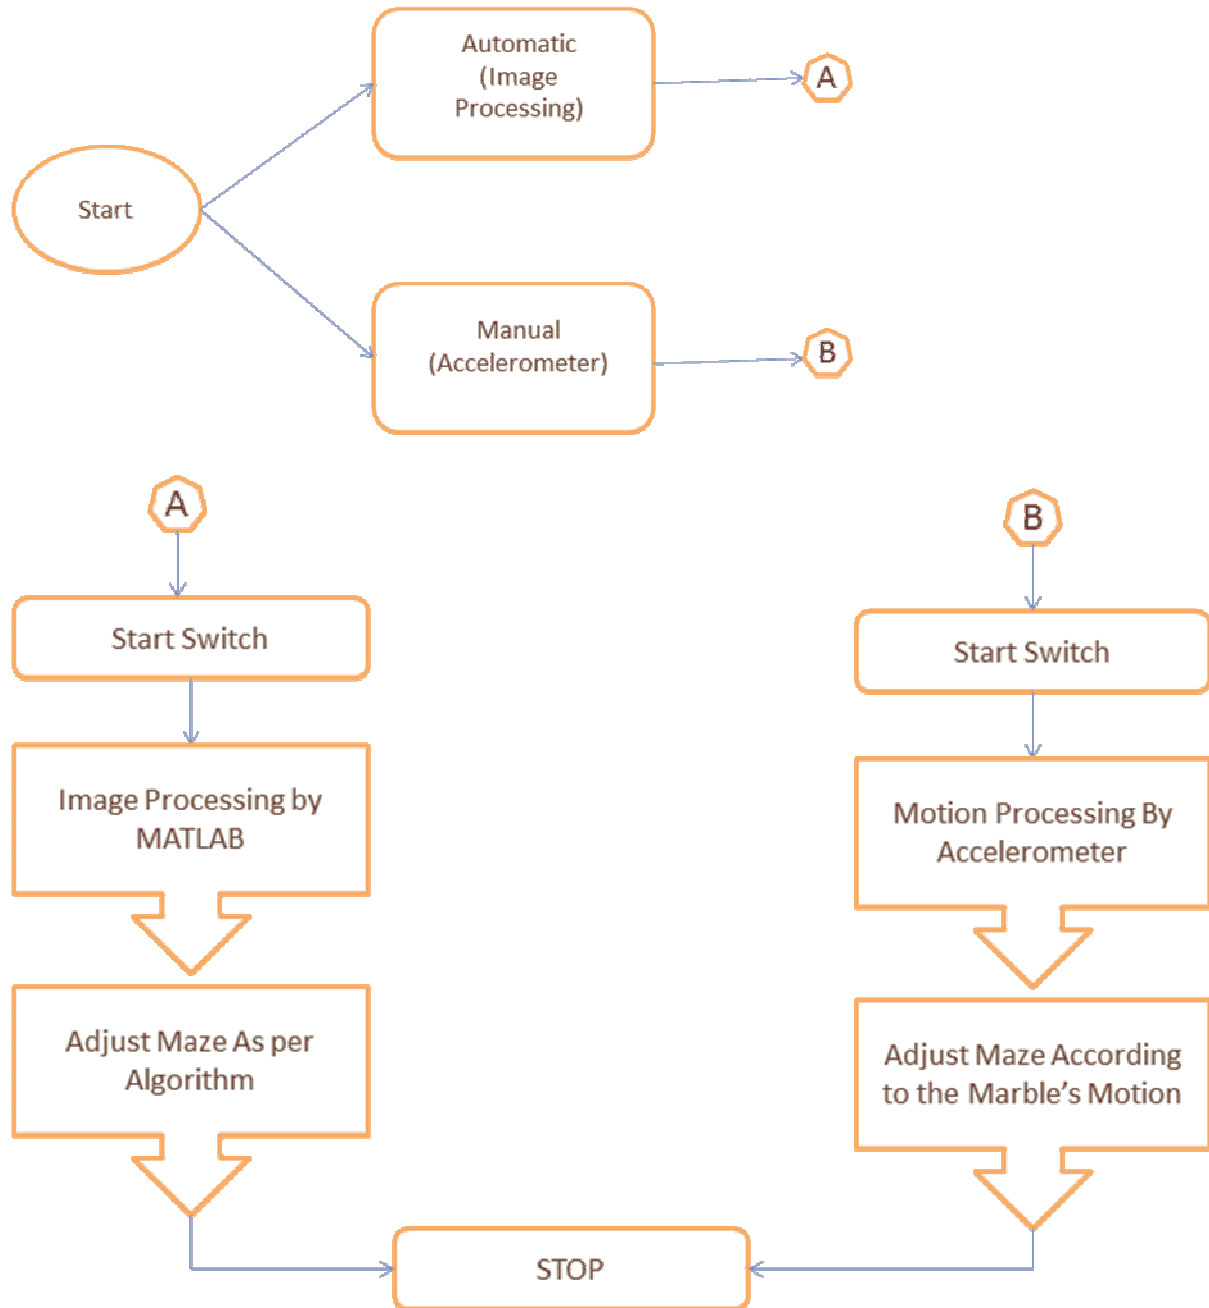 Automatic
(Image
Processing)
A
Start
Manual
(Accelerometer)
B
A
Start Switch
Image Processing by
MATLAB
Adjust Maze As per
Algorithm
B
Start Switch
Motion Processing By
Accelerometer
Adjust Maze According
to the Marble's Motion
STOP